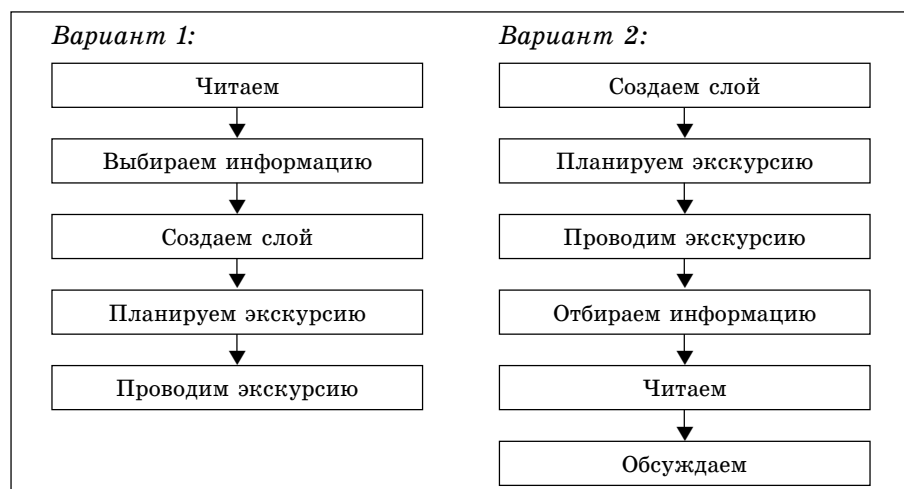 Вариант 1:
Читаем
Выбираем информацию
Создаем слой
Планируем экскурсию
Проводим экскурсию
Вариант 2:
Создаем слой
Планируем экскурсию
Проводим экскурсию
Отбираем информацию
Читаем
Обсуждаем